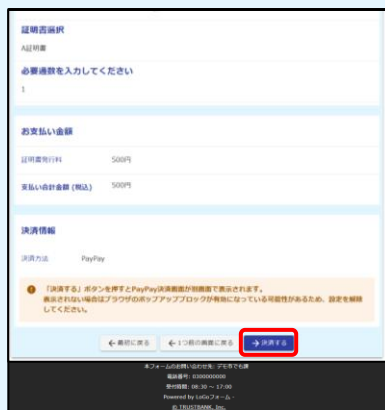 証明書選択
A証明書
必要通数を入力してください
1
お支払い金額
証明書発行料 500円
支払い合計金額 (税込) 500円
決済情報
決済方法 PayPay
「決済する」ボタンを押すとPayPay決済画面が別画面で表示されます。
表示されない場合はブラウザのポップアップブロックが有効になっている可能性があるため、設定を解除
してください。
←最初に戻る ←1つ前の画面に戻る →決済する
本フォームのお問い合わせ先: デモ市でも課
電話番号: 0300000000
受付時間: 08:30 ～ 17:00
Powered by LoGoフォーム -
© TRUSTBANK, Inc.